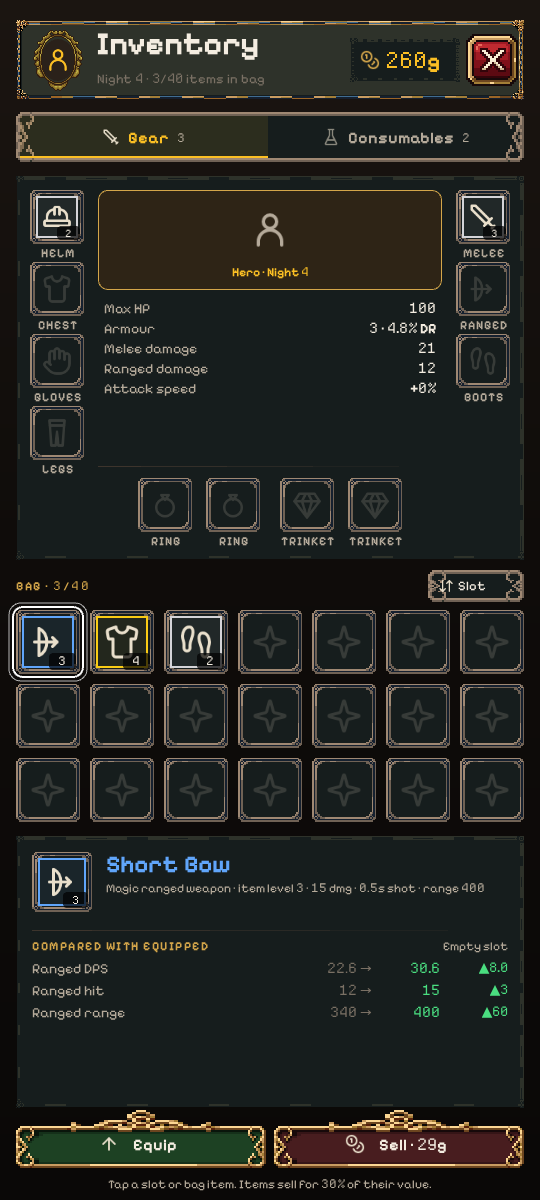 Inventory
Night 4 · 3/40 items in bag
260g
Gear 3
Consumables 2
2
HELM
CHEST
GLOVES
LEGS
Hero · Night 4
3
MELEE
RANGED
BOOTS
Max HP 100
Armour 3 · 4.8% DR
Melee damage 21
Ranged damage 12
Attack speed +0%
RING RING TRINKET TRINKET
BAG · 3/40
↓↑ Slot
3 4 2
Short Bow
Magic ranged weapon · item level 3 · 15 dmg · 0.5s shot · range 400
3
COMPARED WITH EQUIPPED Empty slot
Ranged DPS 22.6 → 30.6 ▲8.0
Ranged hit 12 → 15 ▲3
Ranged range 340 → 400 ▲60
↑ Equip
Sell · 29g
Tap a slot or bag item. Items sell for 30% of their value.